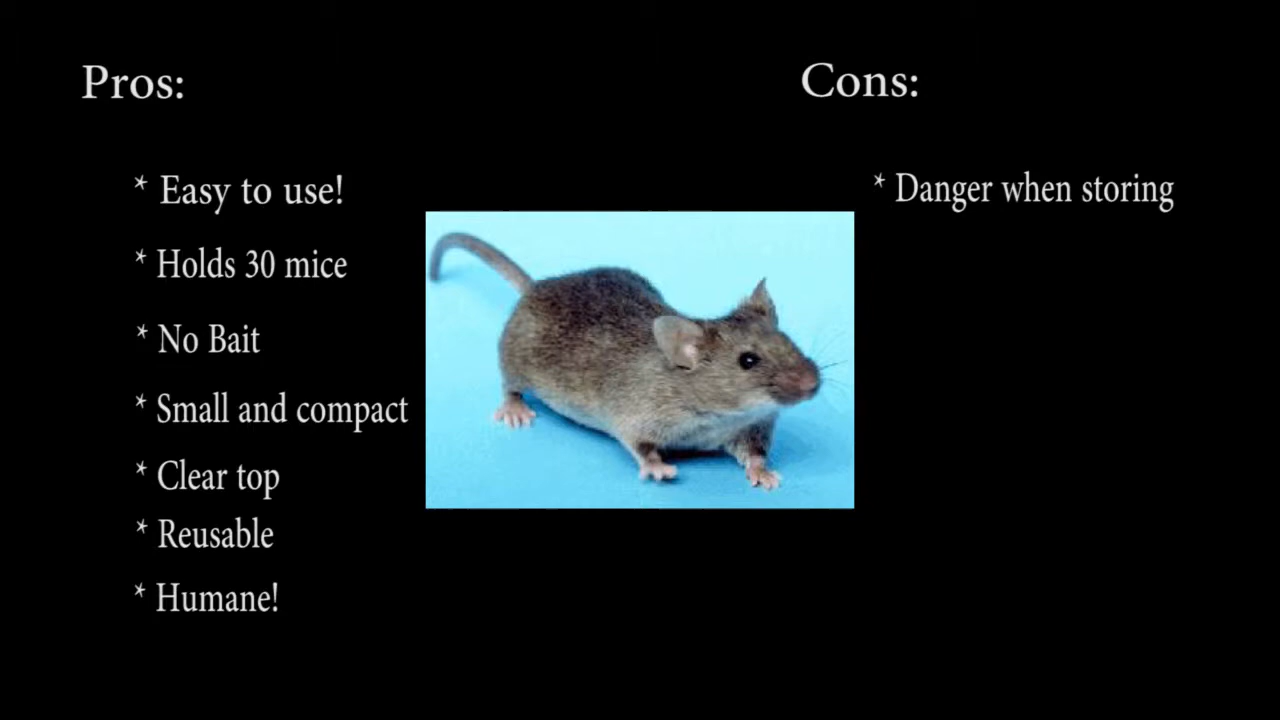 Pros:
* Easy to use!
* Holds 30 mice
* No Bait
* Small and compact
* Clear top
* Reusable
* Humane!
Cons:
* Danger when storing